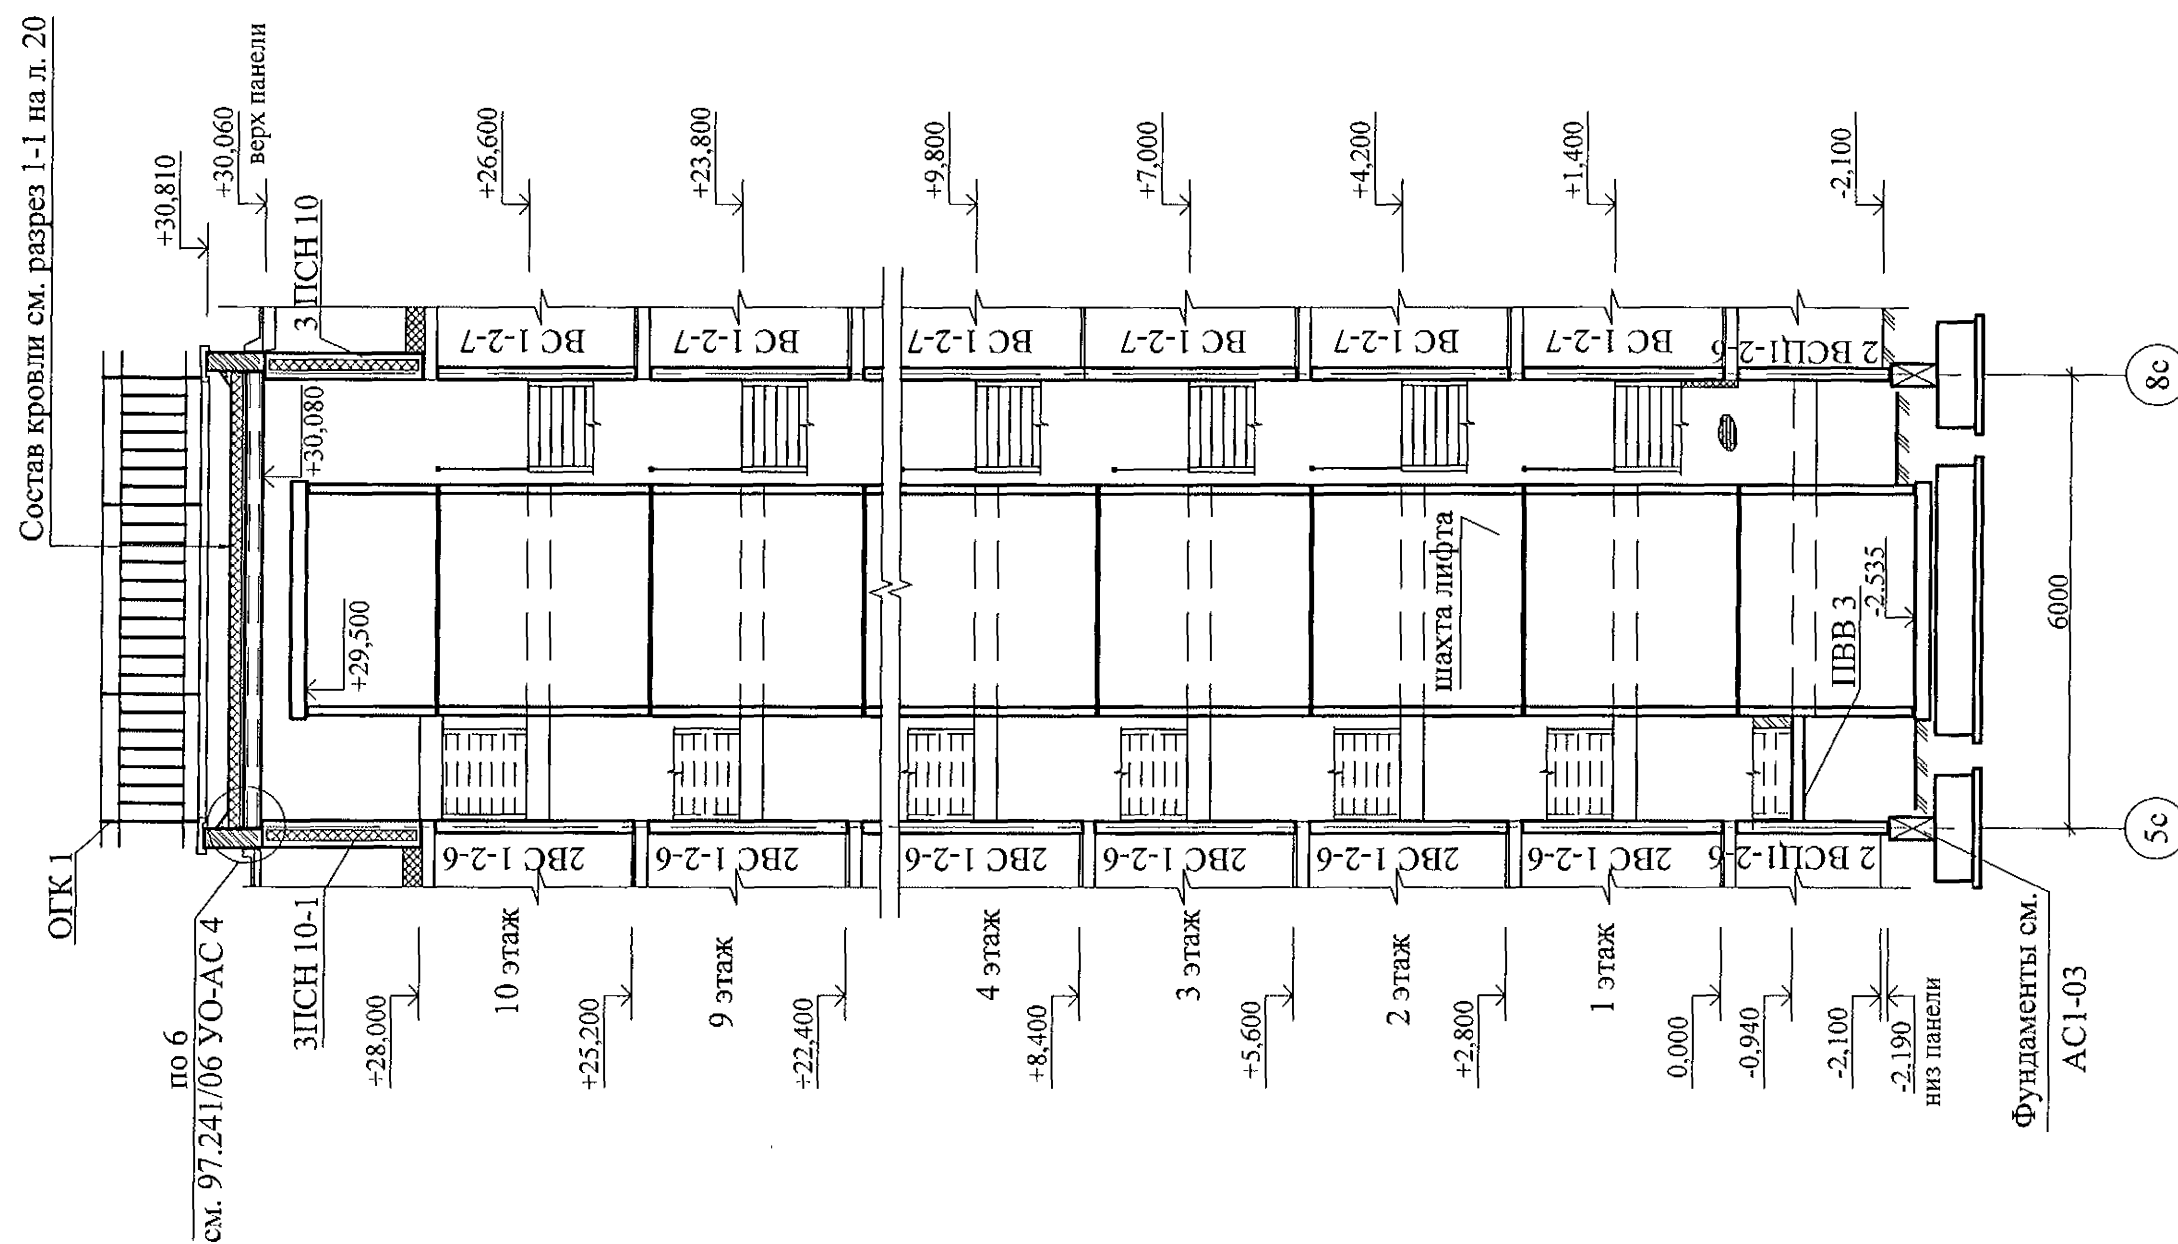 Состав кровли см. разрез 1-1 на л. 20
+30,810
+30,060
верх панели
3 ПСН 10
+26,600
+23,800
+9,800
+7,000
+4,200
+1,400
-2,100
ВС 1-2-7
ВС 1-2-7
ВС 1-2-7
ВС 1-2-7
ВС 1-2-7
ВС 1-2-7
2 ВСЦ1-2-6
+30,080
+29,500
шахта лифта
ПВВ 3
-2.535
6000
8с
5с
2ВС 1-2-6
2ВС 1-2-6
2ВС 1-2-6
2ВС 1-2-6
2ВС 1-2-6
2ВС 1-2-6
2 ВСЦ1-2-6
ОГК 1
по 6
см. 97.241/06 УО-АС 4
3ПСН 10-1
10 этаж
9 этаж
4 этаж
3 этаж
2 этаж
1 этаж
+28,000
+25,200
+22,400
+8,400
+5,600
+2,800
0,000
-0,940
-2,100
-2,190
низ панели
Фундаменты см.
АС1-03